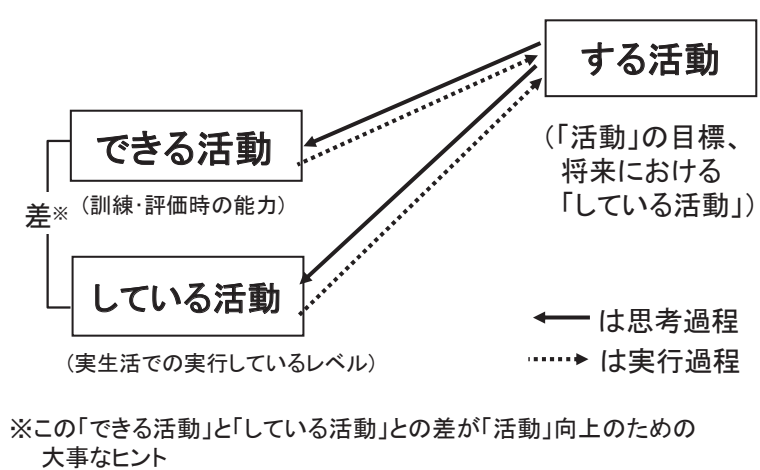 する活動
(「活動」の目標、
将来における
「している活動」)
できる活動
(訓練・評価時の能力)
差※
している活動
(実生活での実行しているレベル)
は思考過程
は実行過程
※この「できる活動」と「している活動」との差が「活動」向上のための
大事なヒント